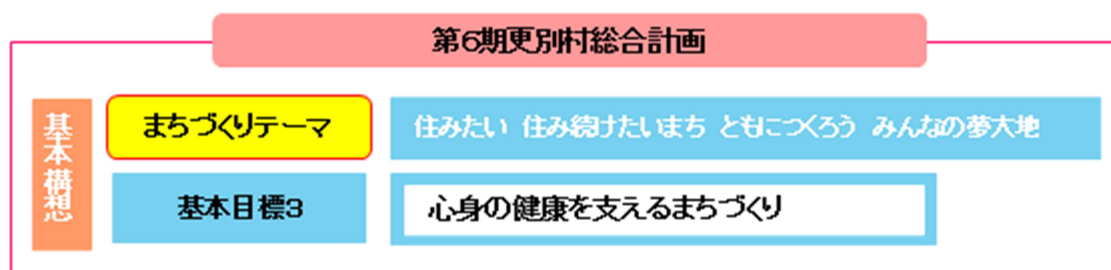 第6期更別村総合計画
基本構想
まちづくりテーマ
住みたい 住み続けたいまち ともにつくろう みんなの夢大地
基本目標3
心身の健康を支えるまちづくり